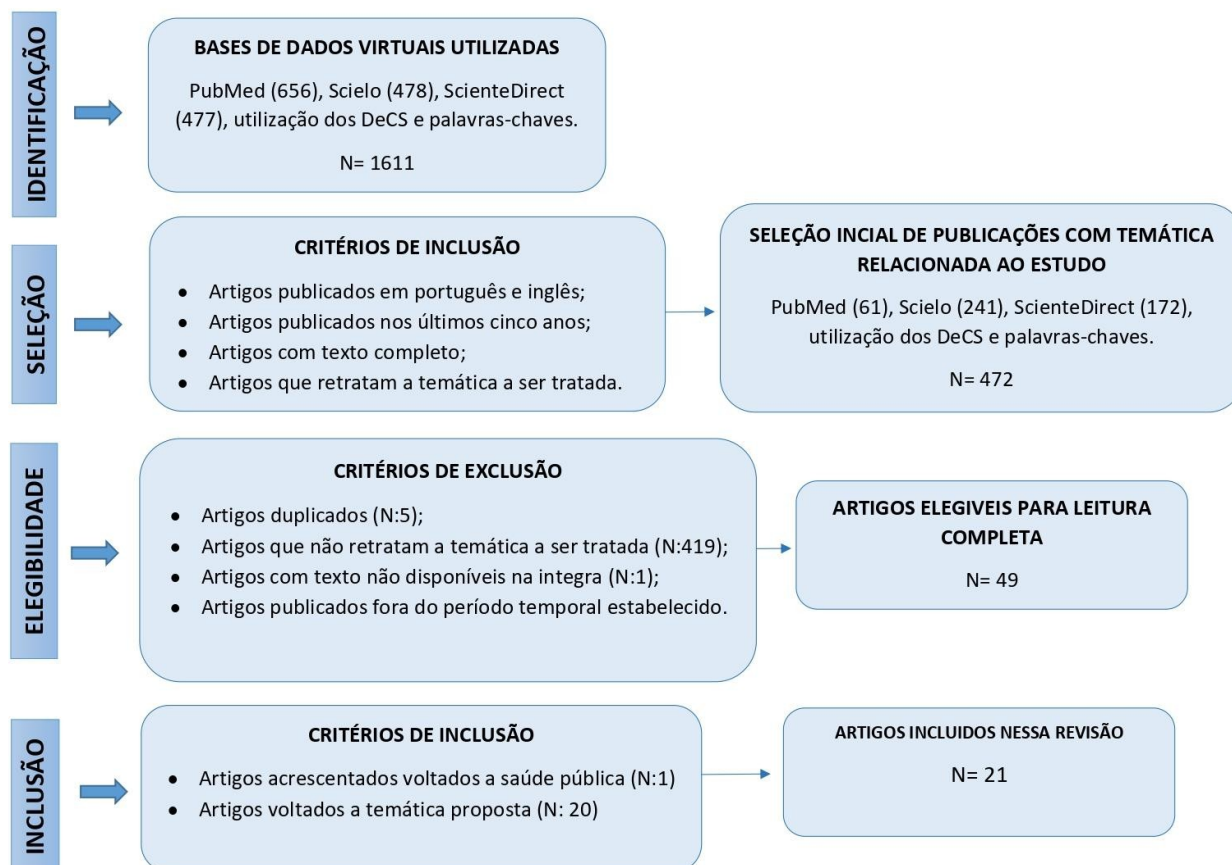 IDENTIFICAÇÃO
BASES DE DADOS VIRTUAIS UTILIZADAS
PubMed (656), Scielo (478), ScienteDirect
(477), utilização dos DeCS e palavras-chaves.
N= 1611
SELEÇÃO
CRITÉRIOS DE INCLUSÃO
• Artigos publicados em português e inglês;
• Artigos publicados nos últimos cinco anos;
• Artigos com texto completo;
• Artigos que retratam a temática a ser tratada.
SELEÇÃO INCIAL DE PUBLICAÇÕES COM TEMÁTICA
RELACIONADA AO ESTUDO
PubMed (61), Scielo (241), ScienteDirect (172),
utilização dos DeCS e palavras-chaves.
N= 472
ELEGIBILIDADE
CRITÉRIOS DE EXCLUSÃO
• Artigos duplicados (N:5);
• Artigos que não retratam a temática a ser tratada (N:419);
• Artigos com texto não disponíveis na integra (N:1);
• Artigos publicados fora do período temporal estabelecido.
ARTIGOS ELEGIVEIS PARA LEITURA
COMPLETA
N= 49
INCLUSÃO
CRITÉRIOS DE INCLUSÃO
• Artigos acrescentados voltados a saúde pública (N:1)
• Artigos voltados a temática proposta (N: 20)
ARTIGOS INCLUIDOS NESSA REVISÃO
N= 21